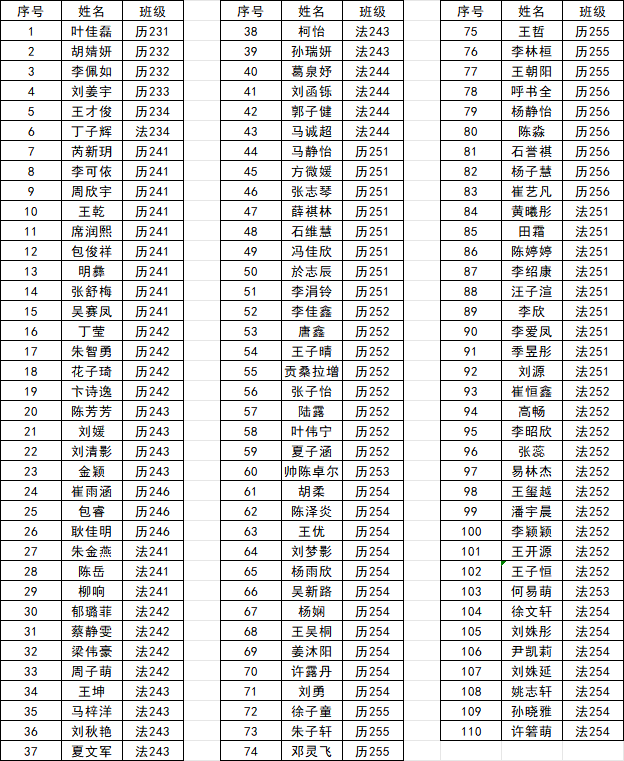 序号 姓名 班级 序号 姓名 班级 序号 姓名 班级
1 叶佳磊 历231 38 柯怡 法243 75 王哲 历255
2 胡婧妍 历232 39 孙瑞妍 法243 76 李林桓 历255
3 李佩如 历232 40 葛泉妤 法244 77 王朝阳 历255
4 刘姜宇 历233 41 刘函铄 法244 78 呼书全 历256
5 王才俊 历234 42 郭子健 法244 79 杨静怡 历256
6 丁子辉 法234 43 马诚超 法244 80 陈淼 历256
7 芮新玥 历241 44 马静怡 历251 81 石誉祺 历256
8 李可依 历241 45 方微媛 历251 82 杨子慧 历256
9 周欣宇 历241 46 张志琴 历251 83 崔艺凡 历256
10 王乾 历241 47 薛祺林 历251 84 黄曦彤 法251
11 席润熙 历241 48 石维慧 历251 85 田霜 法251
12 包俊祥 历241 49 冯佳欣 历251 86 陈婷婷 法251
13 明彝 历241 50 於志辰 历251 87 李绍康 法251
14 张舒梅 历241 51 李涓铃 历251 88 汪子渲 法251
15 吴赛凤 历241 52 李佳鑫 历252 89 李欣 法251
16 丁莹 历242 53 唐鑫 历252 90 李爱凤 法251
17 朱智勇 历242 54 王子晴 历252 91 季昱彤 法251
18 花子琦 历242 55 贡桑拉增 历252 92 刘源 法251
19 卞诗逸 历242 56 张子怡 历252 93 崔恒鑫 法252
20 陈芳芳 历243 57 陆露 历252 94 高畅 法252
21 刘媛 历243 58 叶伟宁 历252 95 李昭欣 法252
22 刘清影 历243 59 夏子涵 历252 96 张蕊 法252
23 金颖 历243 60 帅陈卓尔 历253 97 易林杰 法252
24 崔雨涵 历246 61 胡柔 历254 98 王玺越 法252
25 包睿 历246 62 陈泽炎 历254 99 潘宇晨 法252
26 耿佳明 历246 63 王优 历254 100 李颖颖 法252
27 朱金燕 法241 64 刘梦影 历254 101 王开源 法252
28 陈岳 法241 65 杨雨欣 历254 102 王子恒 法252
29 柳响 法241 66 吴新路 历254 103 何易萌 法253
30 郁璐菲 法242 67 杨娴 历254 104 徐文轩 法254
31 蔡静雯 法242 68 王吴桐 历254 105 刘姝彤 法254
32 梁伟豪 法242 69 姜沐阳 历254 106 尹凯莉 法254
33 周子萌 法242 70 许露丹 历254 107 刘姝延 法254
34 王坤 法243 71 刘勇 历254 108 姚志轩 法254
35 马梓洋 法243 72 徐子童 历255 109 孙晓雅 法254
36 刘秋艳 法243 73 朱子轩 历255 110 许箬萌 法254
37 夏文军 法243 74 邓灵飞 历255